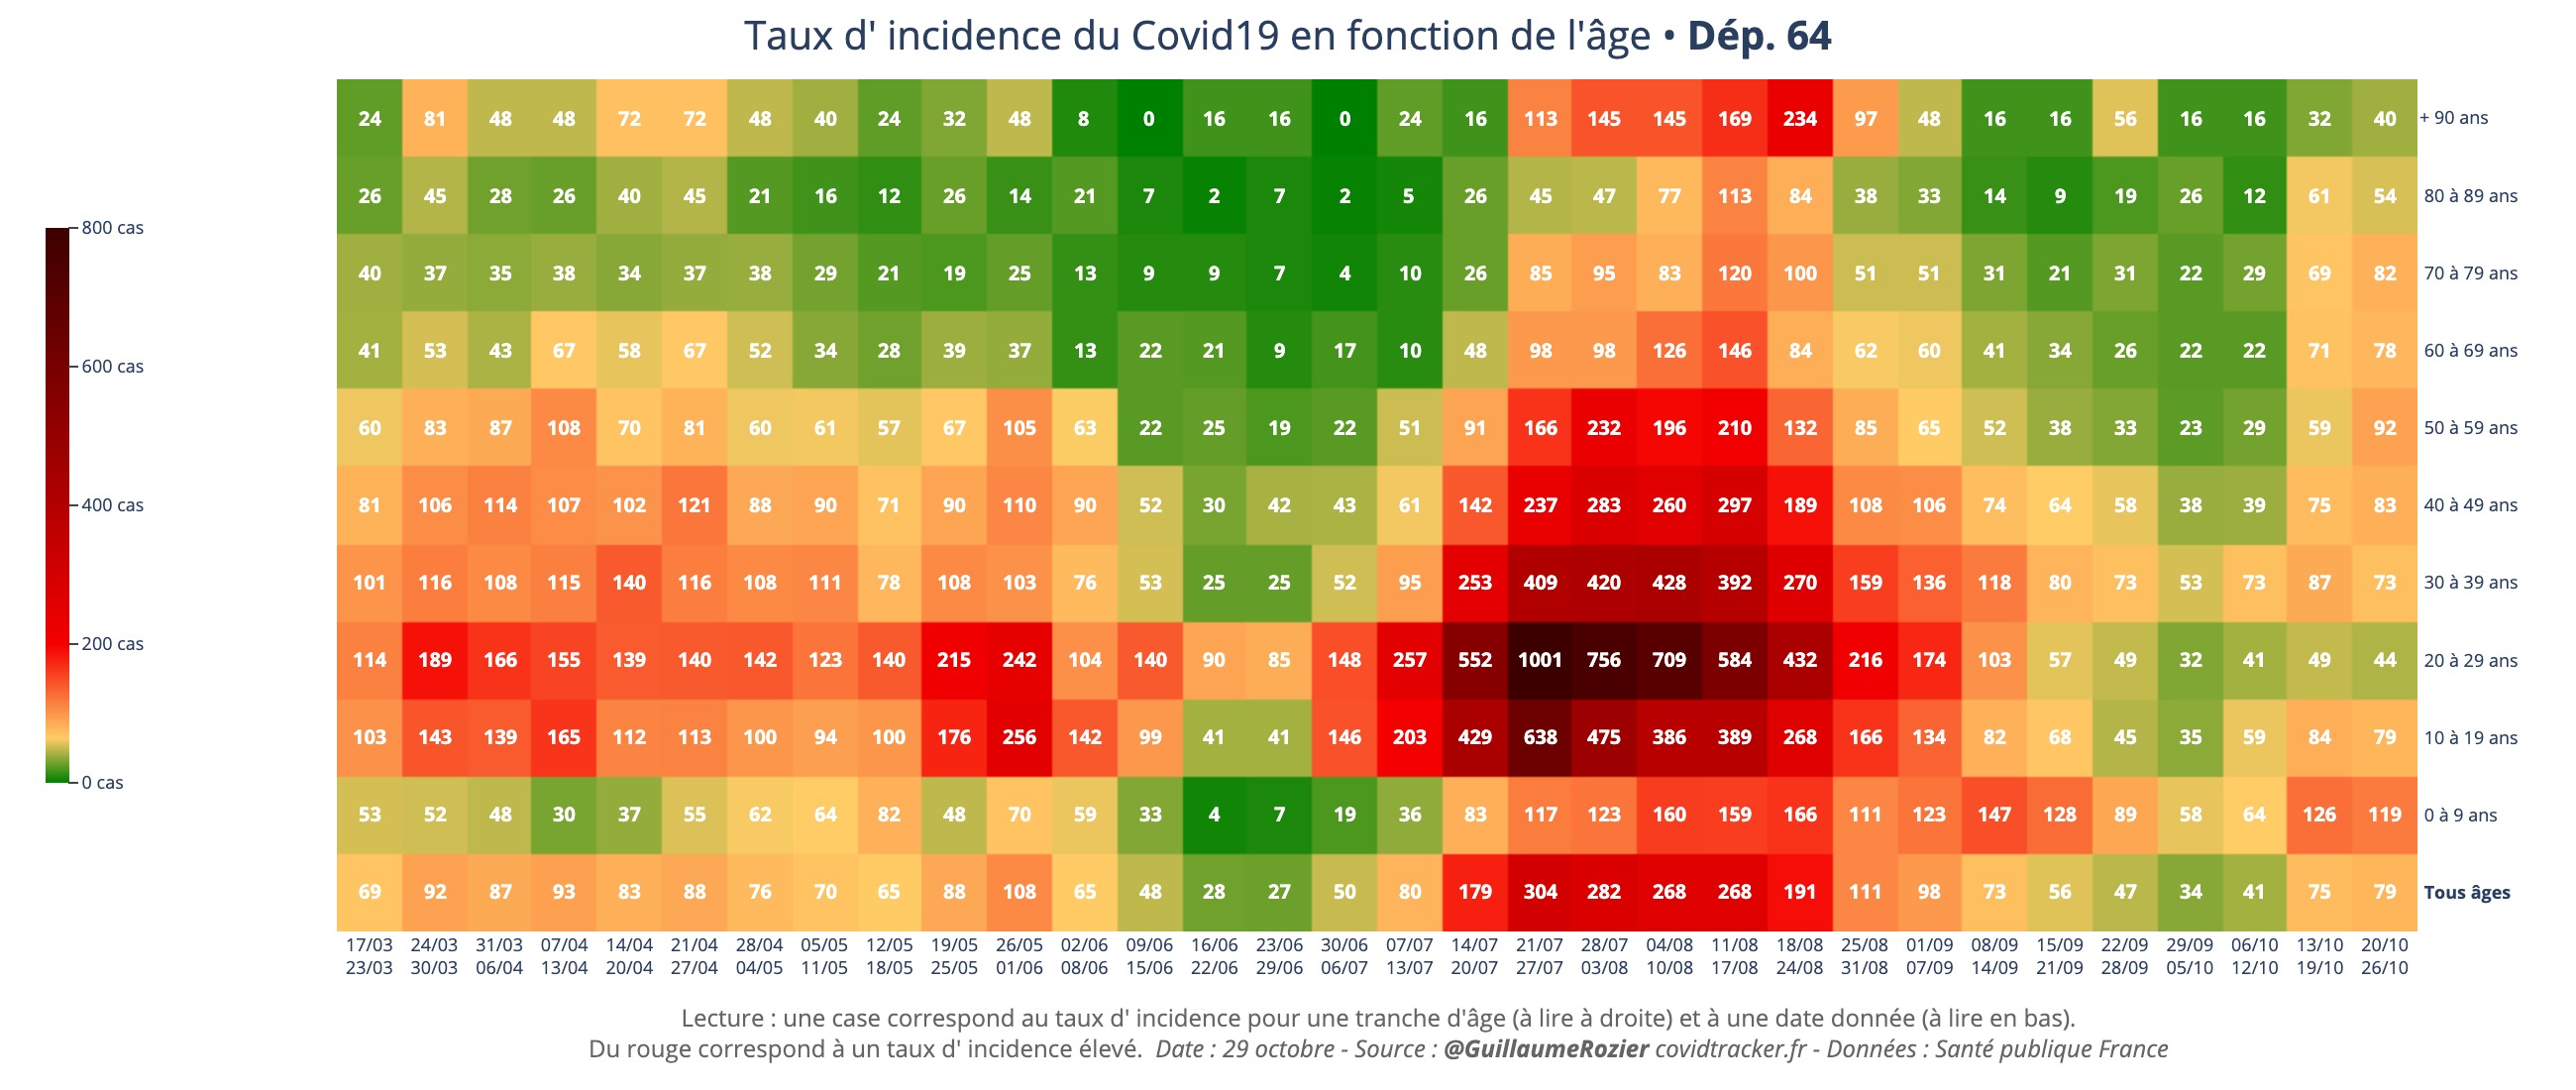 Taux d' incidence du Covid19 en fonction de l'âge • Dép. 64
800 cas
600 cas
400 cas
200 cas
0 cas
24 81 48 48 72 72 48 40 24 32 48 8 0 16 16 0 24 16 113 145 145 169 234 97 48 16 16 56 16 16 32 40 + 90 ans
26 45 28 26 40 45 21 16 12 26 14 21 7 2 7 2 5 26 45 47 77 113 84 38 33 14 9 19 26 12 61 54 80 à 89 ans
40 37 35 38 34 37 38 29 21 19 25 13 9 9 7 4 10 26 85 95 83 120 100 51 51 31 21 31 22 29 69 82 70 à 79 ans
41 53 43 67 58 67 52 34 28 39 37 13 22 21 9 17 10 48 98 98 126 146 84 62 60 41 34 26 22 22 71 78 60 à 69 ans
60 83 87 108 70 81 60 61 57 67 105 63 22 25 19 22 51 91 166 232 196 210 132 85 65 52 38 33 23 29 59 92 50 à 59 ans
81 106 114 107 102 121 88 90 71 90 110 90 52 30 42 43 61 142 237 283 260 297 189 108 106 74 64 58 38 39 75 83 40 à 49 ans
101 116 108 115 140 116 108 111 78 108 103 76 53 25 25 52 95 253 409 420 428 392 270 159 136 118 80 73 53 73 87 73 30 à 39 ans
114 189 166 155 139 140 142 123 140 215 242 104 140 90 85 148 257 552 1001 756 709 584 432 216 174 103 57 49 32 41 49 44 20 à 29 ans
103 143 139 165 112 113 100 94 100 176 256 142 99 41 41 146 203 429 638 475 386 389 268 166 134 82 68 45 35 59 84 79 10 à 19 ans
53 52 48 30 37 55 62 64 82 48 70 59 33 4 7 19 36 83 117 123 160 159 166 111 123 147 128 89 58 64 126 119 0 à 9 ans
69 92 87 93 83 88 76 70 65 88 108 65 48 28 27 50 80 179 304 282 268 268 191 111 98 73 56 47 34 41 75 79 Tous âges
17/03 24/03 31/03 07/04 14/04 21/04 28/04 05/05 12/05 19/05 26/05 02/06 09/06 16/06 23/06 30/06 07/07 14/07 21/07 28/07 04/08 11/08 18/08 25/08 01/09 08/09 15/09 22/09 29/09 06/10 13/10 20/10
23/03 30/03 06/04 13/04 20/04 27/04 04/05 11/05 18/05 25/05 01/06 08/06 15/06 22/06 29/06 06/07 13/07 20/07 27/07 03/08 10/08 17/08 24/08 31/08 07/09 14/09 21/09 28/09 05/10 12/10 19/10 26/10
Lecture : une case correspond au taux d' incidence pour une tranche d'âge (à lire à droite) et à une date donnée (à lire en bas).
Du rouge correspond à un taux d' incidence élevé. Date : 29 octobre - Source : @GuillaumeRozier covidtracker.fr - Données : Santé publique France